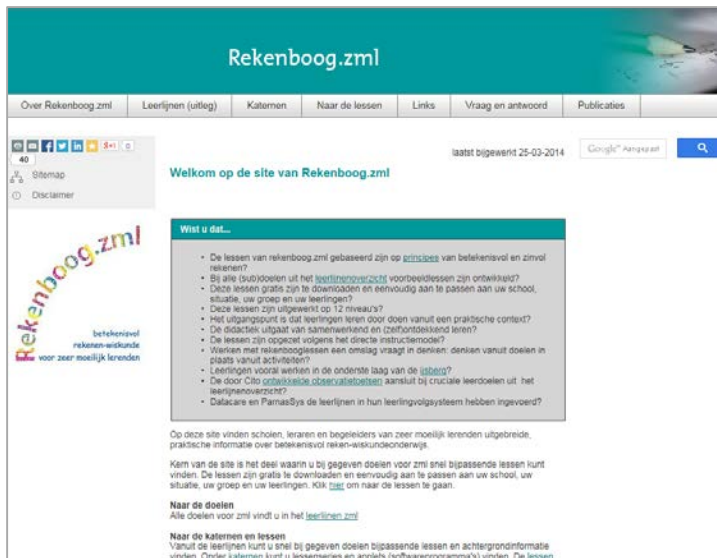 Rekenboog.zml
Over Rekenboog.zml Leerlijnen (uitleg) Katernen Naar de lessen Links Vraag en antwoord Publicaties
40
Sitemap
Disclaimer
laatst bijgewerkt 25-03-2014
Google™ Aangepast
Welkom op de site van Rekenboog.zml
Rekenboog.zml
betekenisvol
rekenen-wiskunde
voor zeer moeilijk lerenden
Wist u dat...
• De lessen van rekenboog.zml gebaseerd zijn op principes van betekenisvol en zinvol
rekenen?
• Bij alle (sub)doelen uit het leerlijnenoverzicht voorbeeldlessen zijn ontwikkeld?
• Deze lessen gratis zijn te downloaden en eenvoudig aan te passen aan uw school,
situatie, uw groep en uw leerlingen?
• Deze lessen zijn uitgewerkt op 12 niveau's?
• Het uitgangspunt is dat leerlingen leren door doen vanuit een praktische context?
• De didactiek uitgaat van samenwerkend en (zelf)ontdekkend leren?
• De lessen zijn opgezet volgens het directe instructiemodel?
• Werken met rekenbooglessen een omslag vraagt in denken: denken vanuit doelen in
plaats vanuit activiteiten?
• Leerlingen vooral werken in de onderste laag van de ijsberg?
• De door Cito ontwikkelde observatietoetsen aansluit bij cruciale leerdoelen uit het
leerlijnenoverzicht?
• Datacare en ParnasSys de leerlijnen in hun leerlingvolgsysteem hebben ingevoerd?
Op deze site vinden scholen, leraren en begeleiders van zeer moeilijk lerenden uitgebreide,
praktische informatie over betekenisvol reken-wiskundeonderwijs.
Kern van de site is het deel waarin u bij gegeven doelen voor zml snel bijpassende lessen kunt
vinden. De lessen zijn gratis te downloaden en eenvoudig aan te passen aan uw school, uw
situatie, uw groep en uw leerlingen. Klik hier om naar de lessen te gaan.
Naar de doelen
Alle doelen voor zml vindt u in het leerlijnen zml
Naar de katernen en lessen
Vanuit de leerlijnen kunt u snel bij gegeven doelen bijpassende lessen en achtergrondinformatie
vinden. Onder katernen kunt u lessenseries en applets (softwareprogramma's) vinden. De lessen